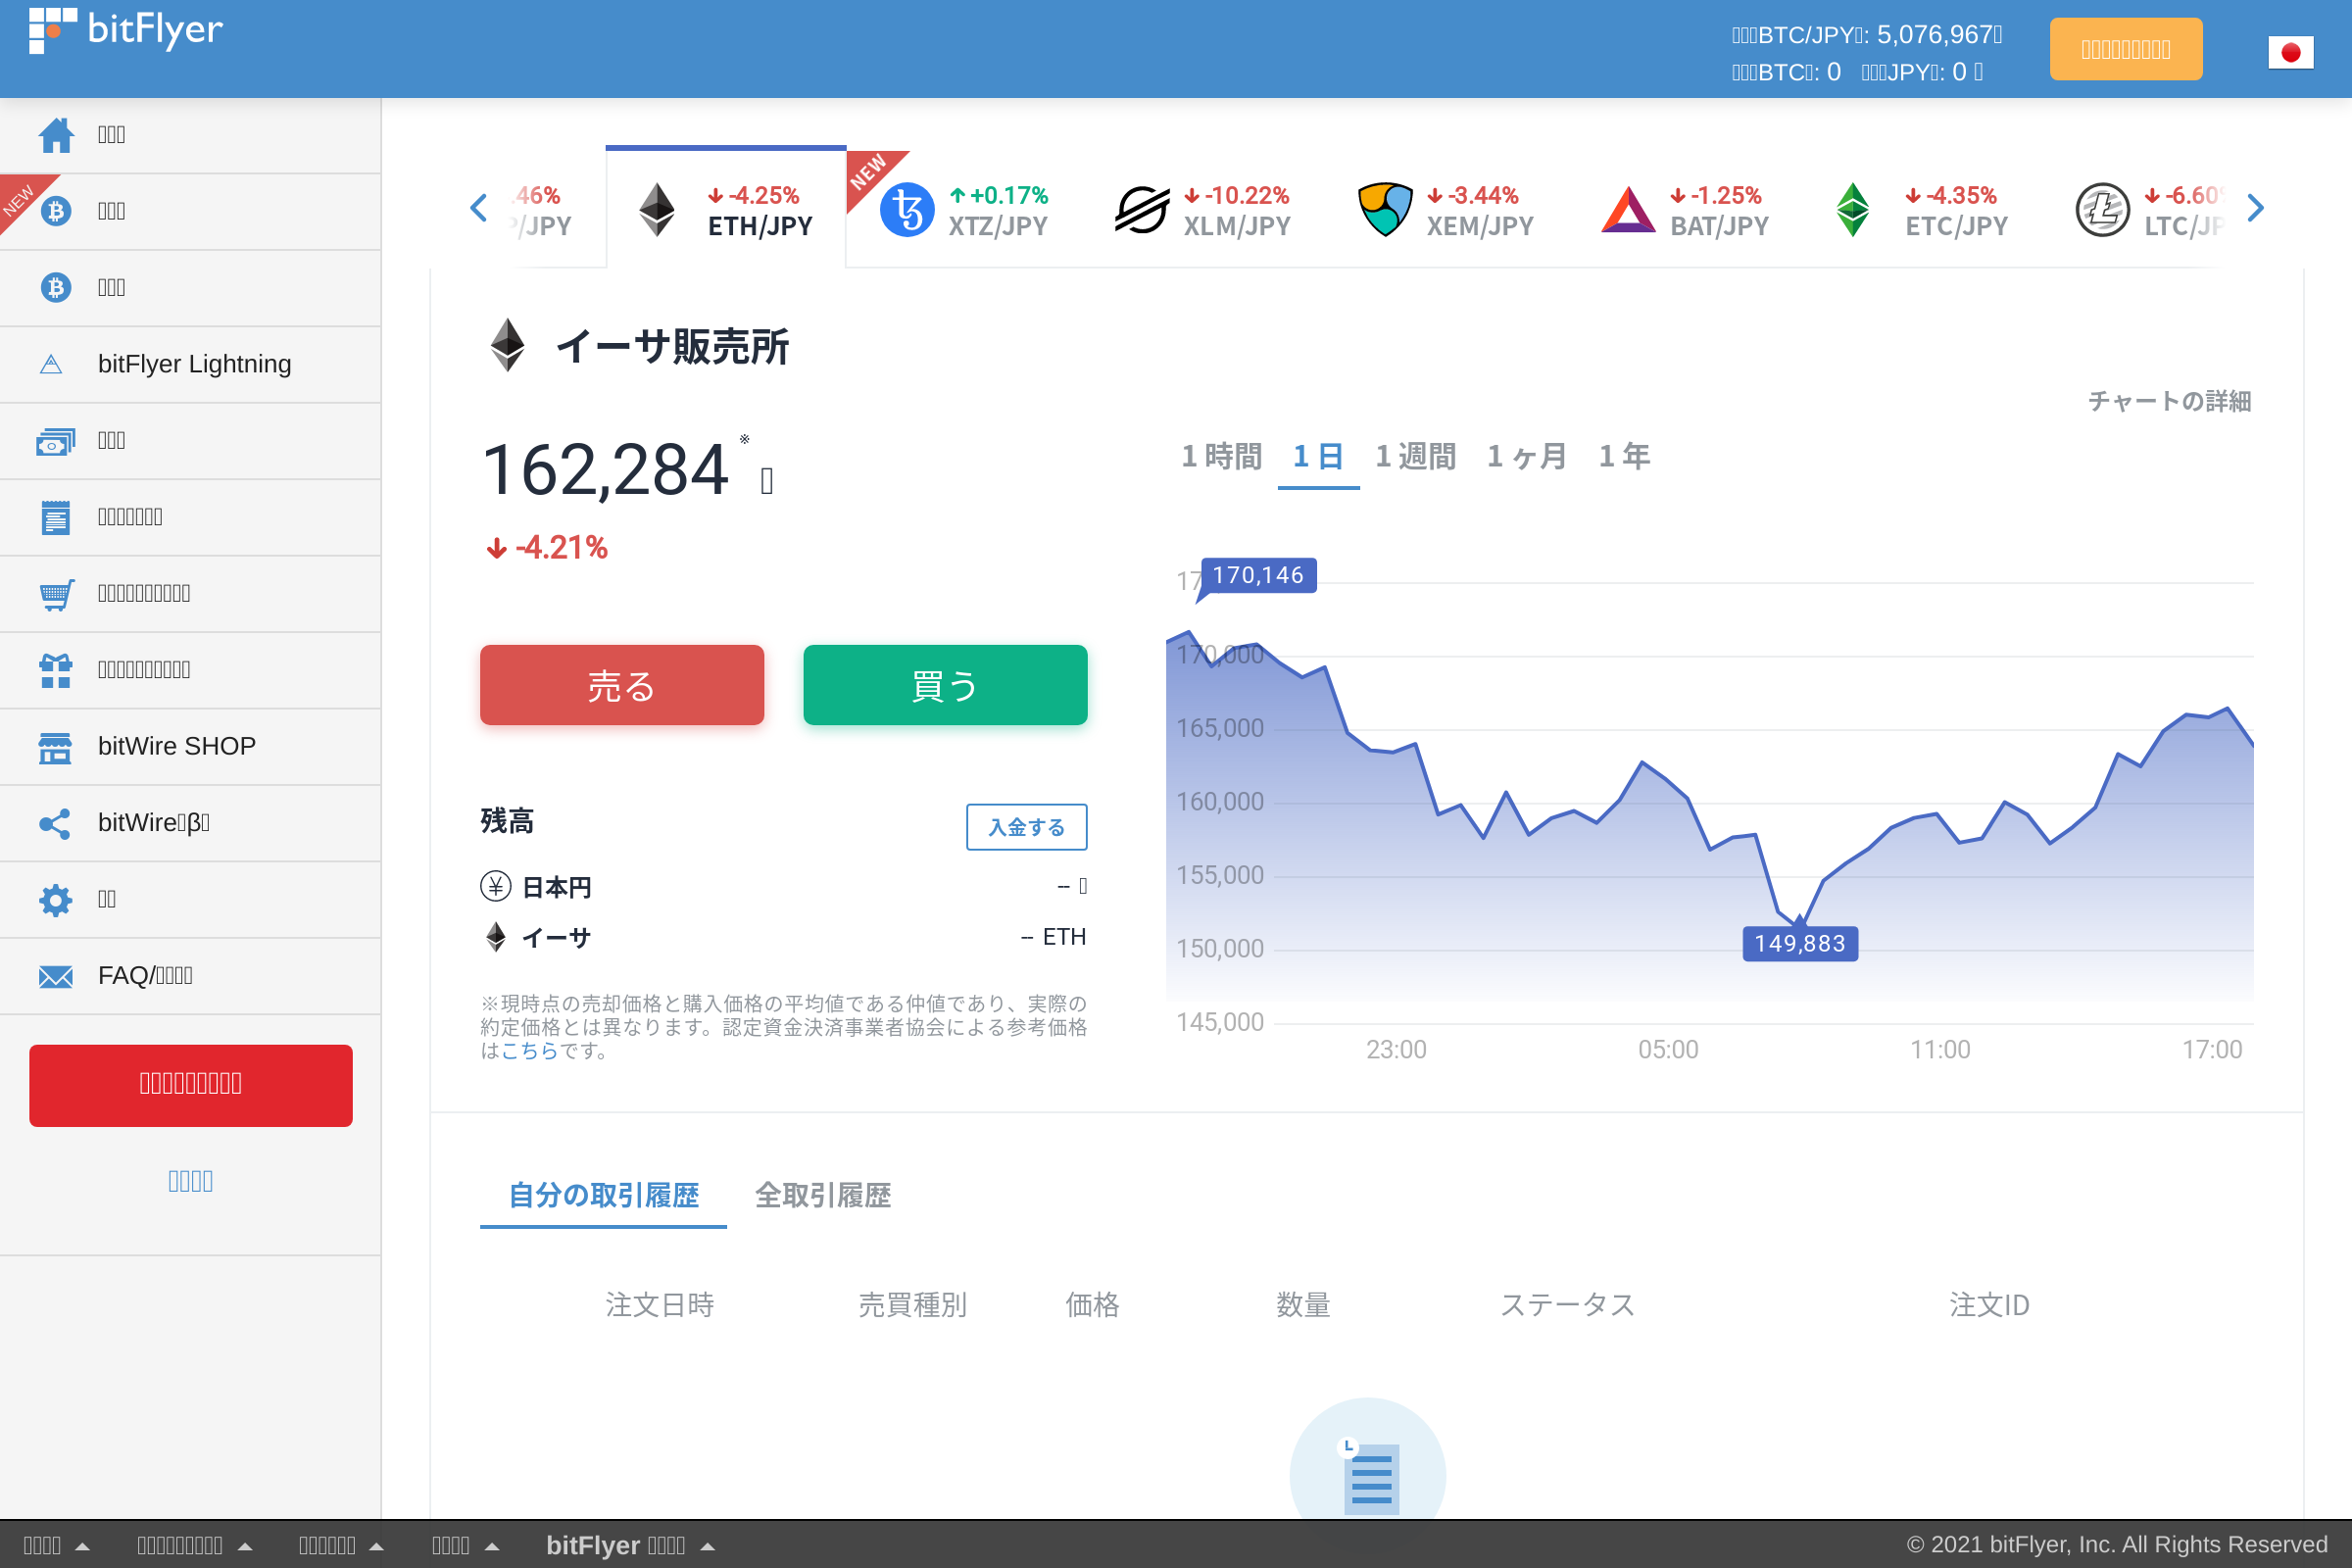 bitFlyer
BTC/JPY: 5,076,967
BTC: 0 JPY: 0
NEW
bitFlyer Lightning
bitWire SHOP
bitWire β
FAQ/
.46%
/JPY
-4.25%
ETH/JPY
NEW
+0.17%
XTZ/JPY
-10.22%
XLM/JPY
-3.44%
XEM/JPY
-1.25%
BAT/JPY
-4.35%
ETC/JPY
-6.60
LTC/JP
イーサ販売所
チャートの詳細
162,284 ※
-4.21%
1 時間 1 日 1 週間 1 ヶ月 1 年
売る 買う
残高 入金する
日本円 --
イーサ -- ETH
※現時点の売却価格と購入価格の平均値である仲値であり、実際の
約定価格とは異なります。認定資金決済事業者協会による参考価格
はこちらです。
170,146
170,000
165,000
160,000
155,000
150,000
149,883
145,000
23:00 05:00 11:00 17:00
自分の取引履歴 全取引履歴
注文日時 売買種別 価格 数量 ステータス 注文ID
bitFlyer
© 2021 bitFlyer, Inc. All Rights Reserved